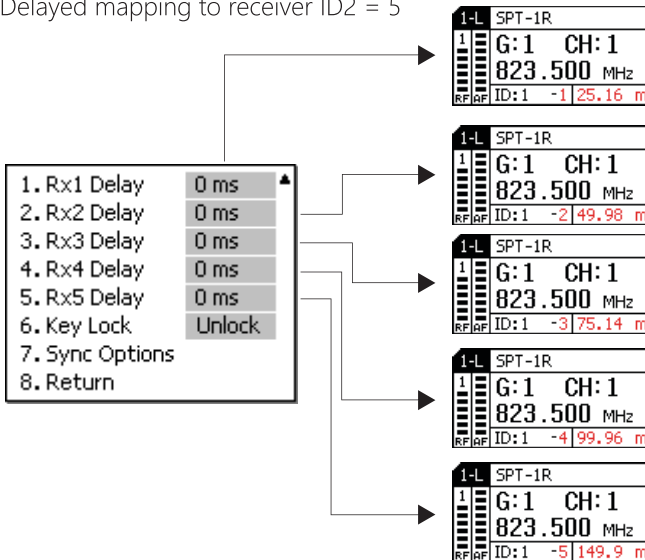 Delayed mapping to receiver ID2 = 5
1. Rx1 Delay 0 ms
2. Rx2 Delay 0 ms
3. Rx3 Delay 0 ms
4. Rx4 Delay 0 ms
5. Rx5 Delay 0 ms
6. Key Lock Unlock
7. Sync Options
8. Return
1-L SPT-1R
1 G:1 CH:1
823.500 MHz
RF AF ID:1 -1 25.16 m
1-L SPT-1R
1 G:1 CH:1
823.500 MHz
RF AF ID:1 -2 49.98 m
1-L SPT-1R
1 G:1 CH:1
823.500 MHz
RF AF ID:1 -3 75.14 m
1-L SPT-1R
1 G:1 CH:1
823.500 MHz
RF AF ID:1 -4 99.96 m
1-L SPT-1R
1 G:1 CH:1
823.500 MHz
RF AF ID:1 -5 149.9 m